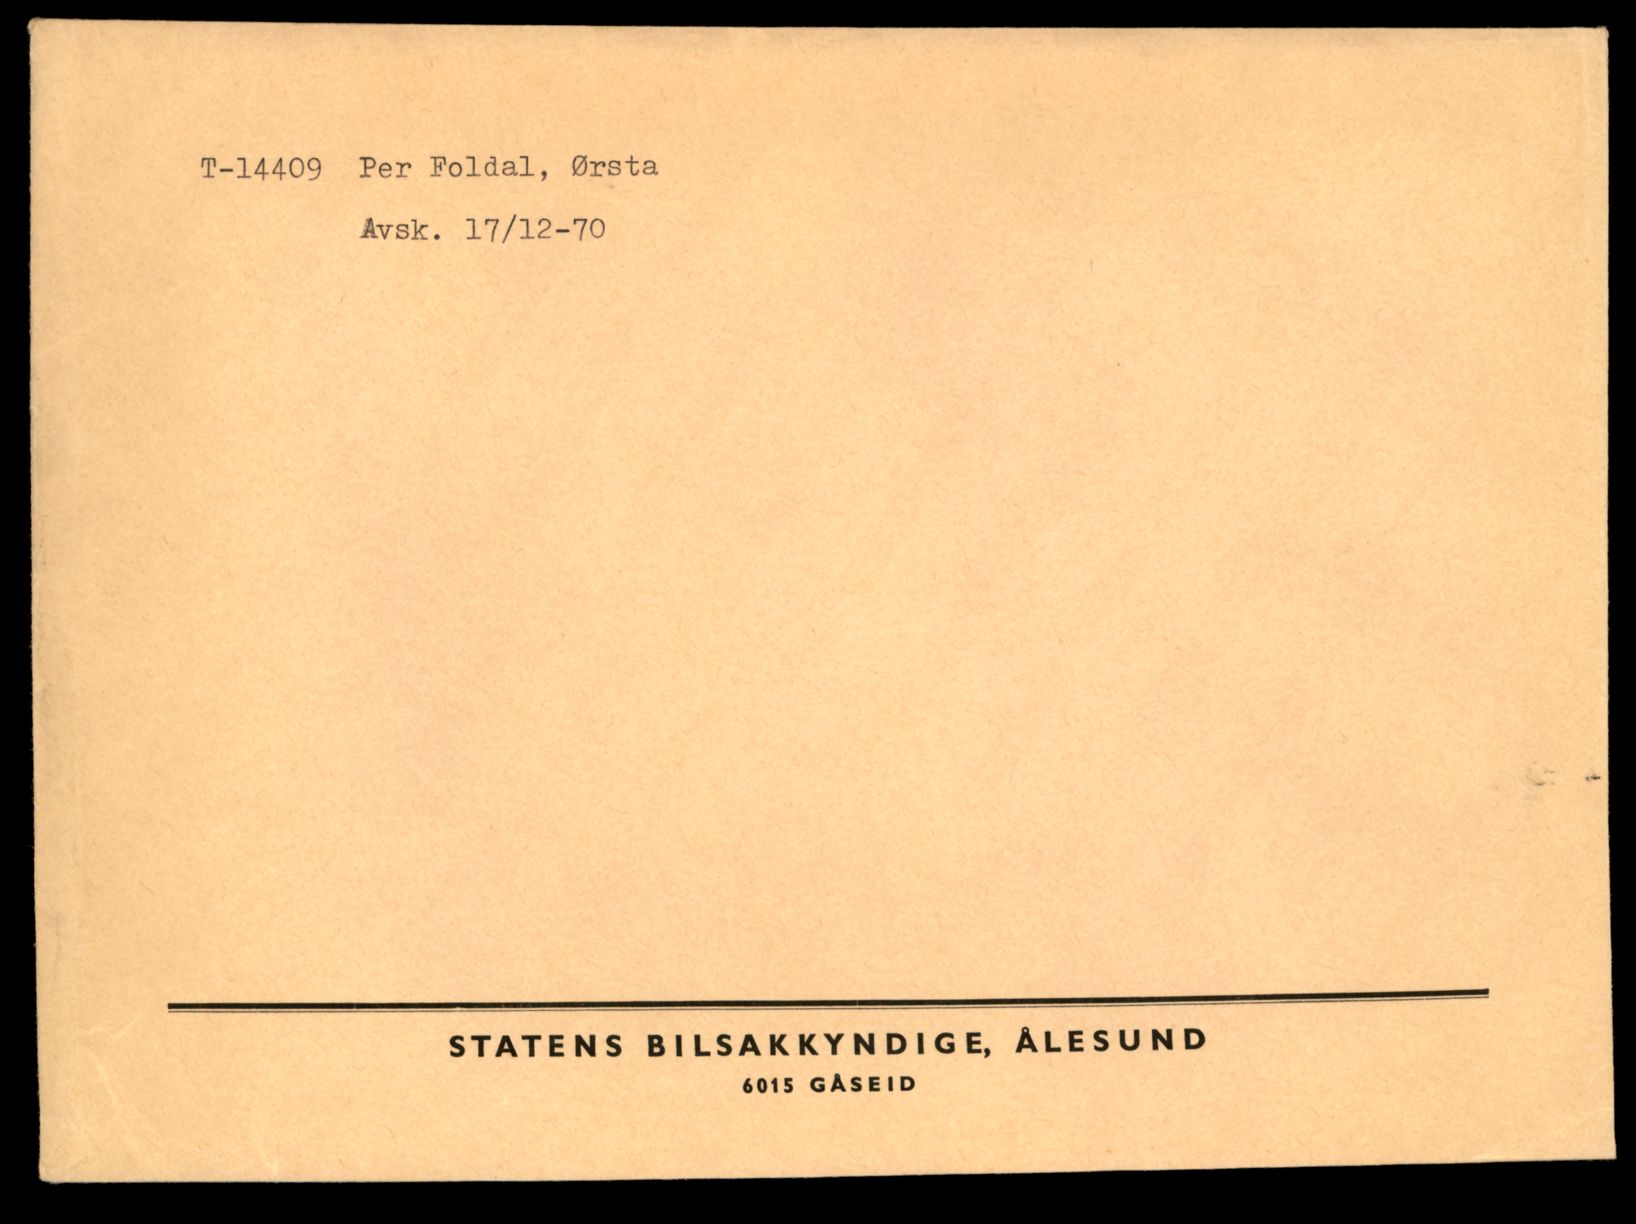 T-14409 Per Foldal, Ørsta
Avsk. 17/12-70
STATENS BILSAKKYNDIGE, ÅLESUND
6015 GÅSEID